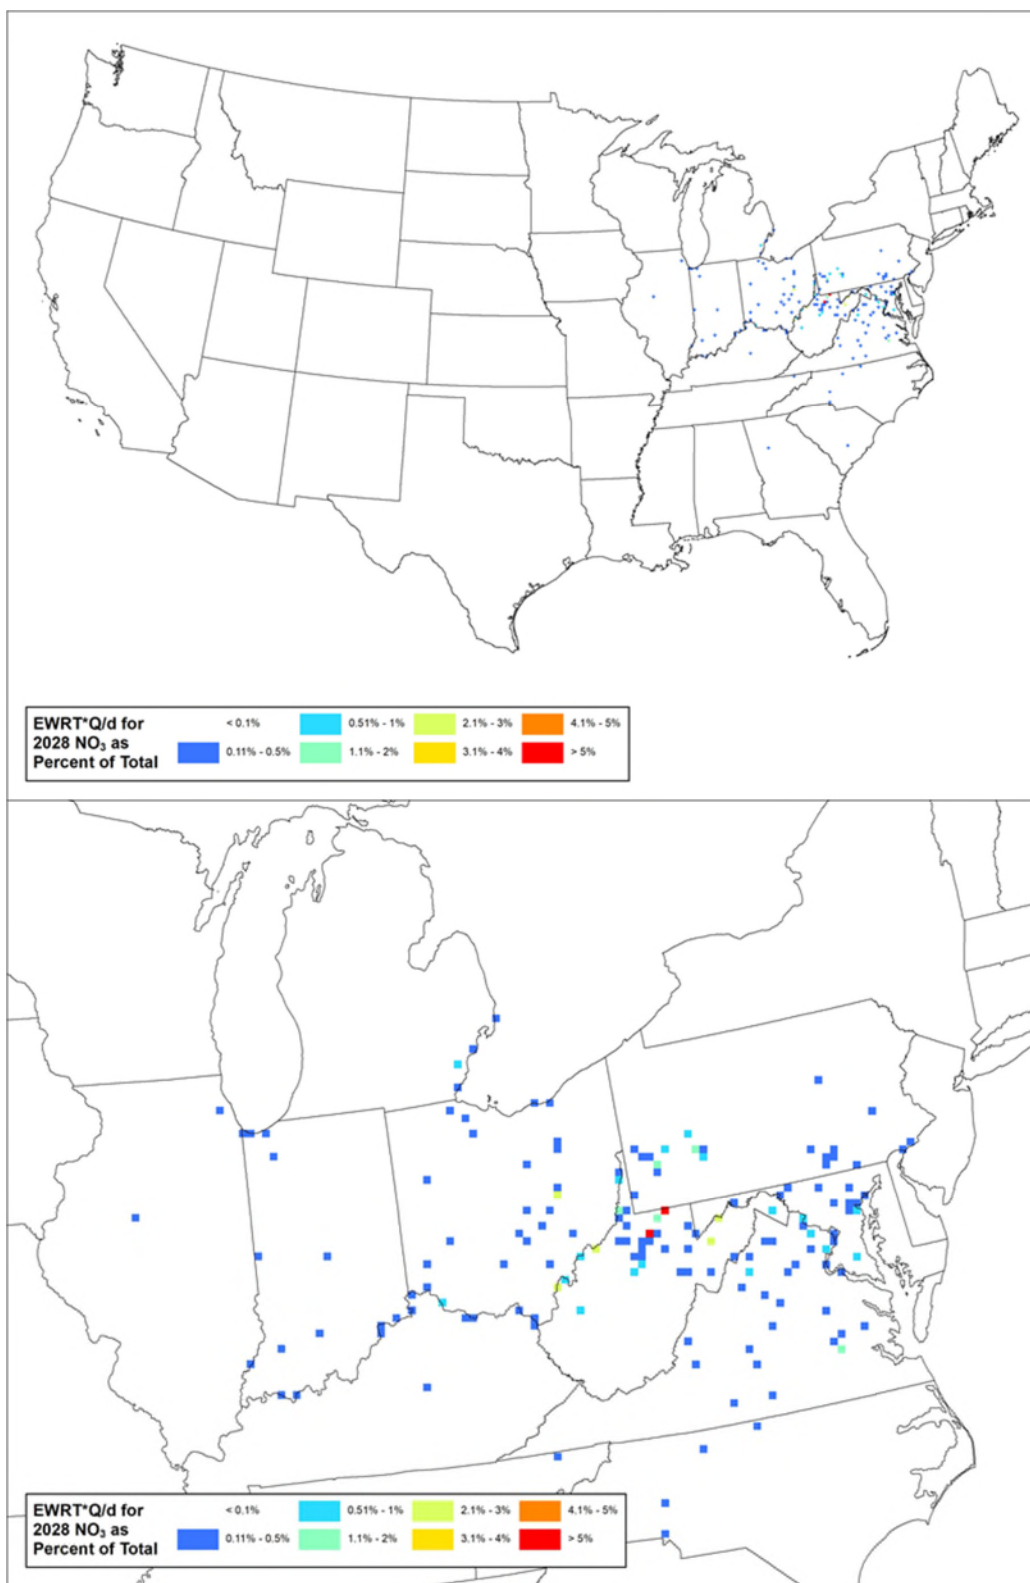 EWRT*Q/d for
2028 NO₃ as
Percent of Total
< 0.1%
0.51% - 1%
2.1% - 3%
4.1% - 5%
0.11% - 0.5%
1.1% - 2%
3.1% - 4%
> 5%
EWRT*Q/d for
2028 NO₃ as
Percent of Total
< 0.1%
0.51% - 1%
2.1% - 3%
4.1% - 5%
0.11% - 0.5%
1.1% - 2%
3.1% - 4%
> 5%